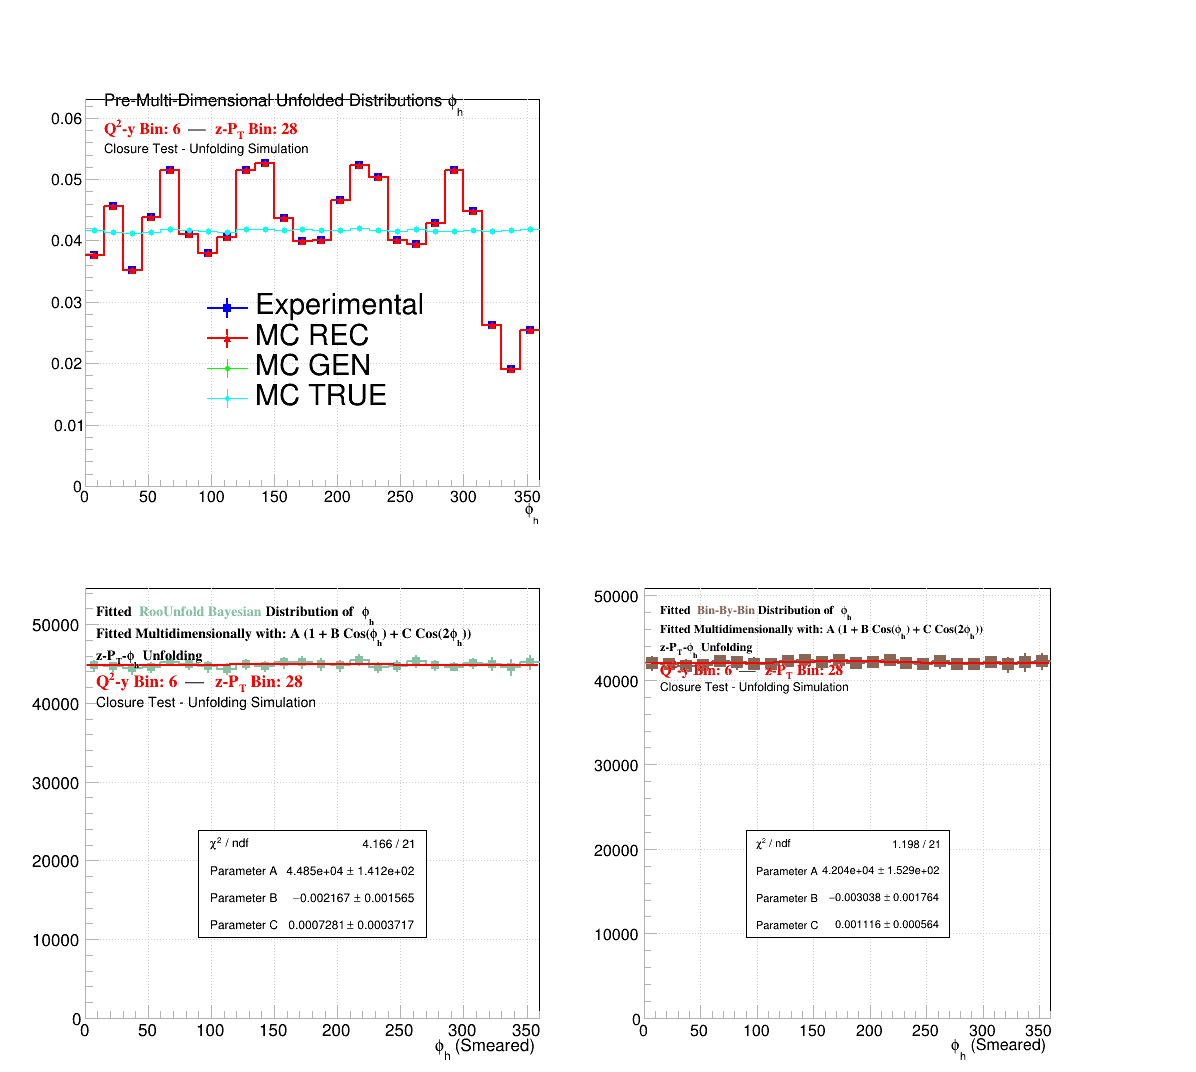 Pre-Multi-Dimensional Unfolded Distributions ϕh
Q2-y Bin: 6 — z-PT Bin: 28
Closure Test - Unfolding Simulation
0.06
0.05
0.04
0.03
0.02
0.01
0
Experimental
MC REC
MC GEN
MC TRUE
0 50 100 150 200 250 300 350
ϕh
Fitted RooUnfold Bayesian Distribution of ϕh
Fitted Multidimensionally with: A (1 + B Cos(ϕh) + C Cos(2ϕh))
z-PT-ϕh Unfolding
Q2-y Bin: 6 — z-PT Bin: 28
Closure Test - Unfolding Simulation
50000
40000
30000
20000
10000
0
χ2 / ndf 4.166 / 21
Parameter A 4.485e+04 ± 1.412e+02
Parameter B −0.002167 ± 0.001565
Parameter C 0.0007281 ± 0.0003717
0 50 100 150 200 250 300 350
ϕh (Smeared)
Fitted Bin-By-Bin Distribution of ϕh
Fitted Multidimensionally with: A (1 + B Cos(ϕh) + C Cos(2ϕh))
z-PT-ϕh Unfolding
Q2-y Bin: 6 — z-PT Bin: 28
Closure Test - Unfolding Simulation
50000
40000
30000
20000
10000
0
χ2 / ndf 1.198 / 21
Parameter A 4.204e+04 ± 1.529e+02
Parameter B −0.003038 ± 0.001764
Parameter C 0.001116 ± 0.000564
0 50 100 150 200 250 300 350
ϕh (Smeared)